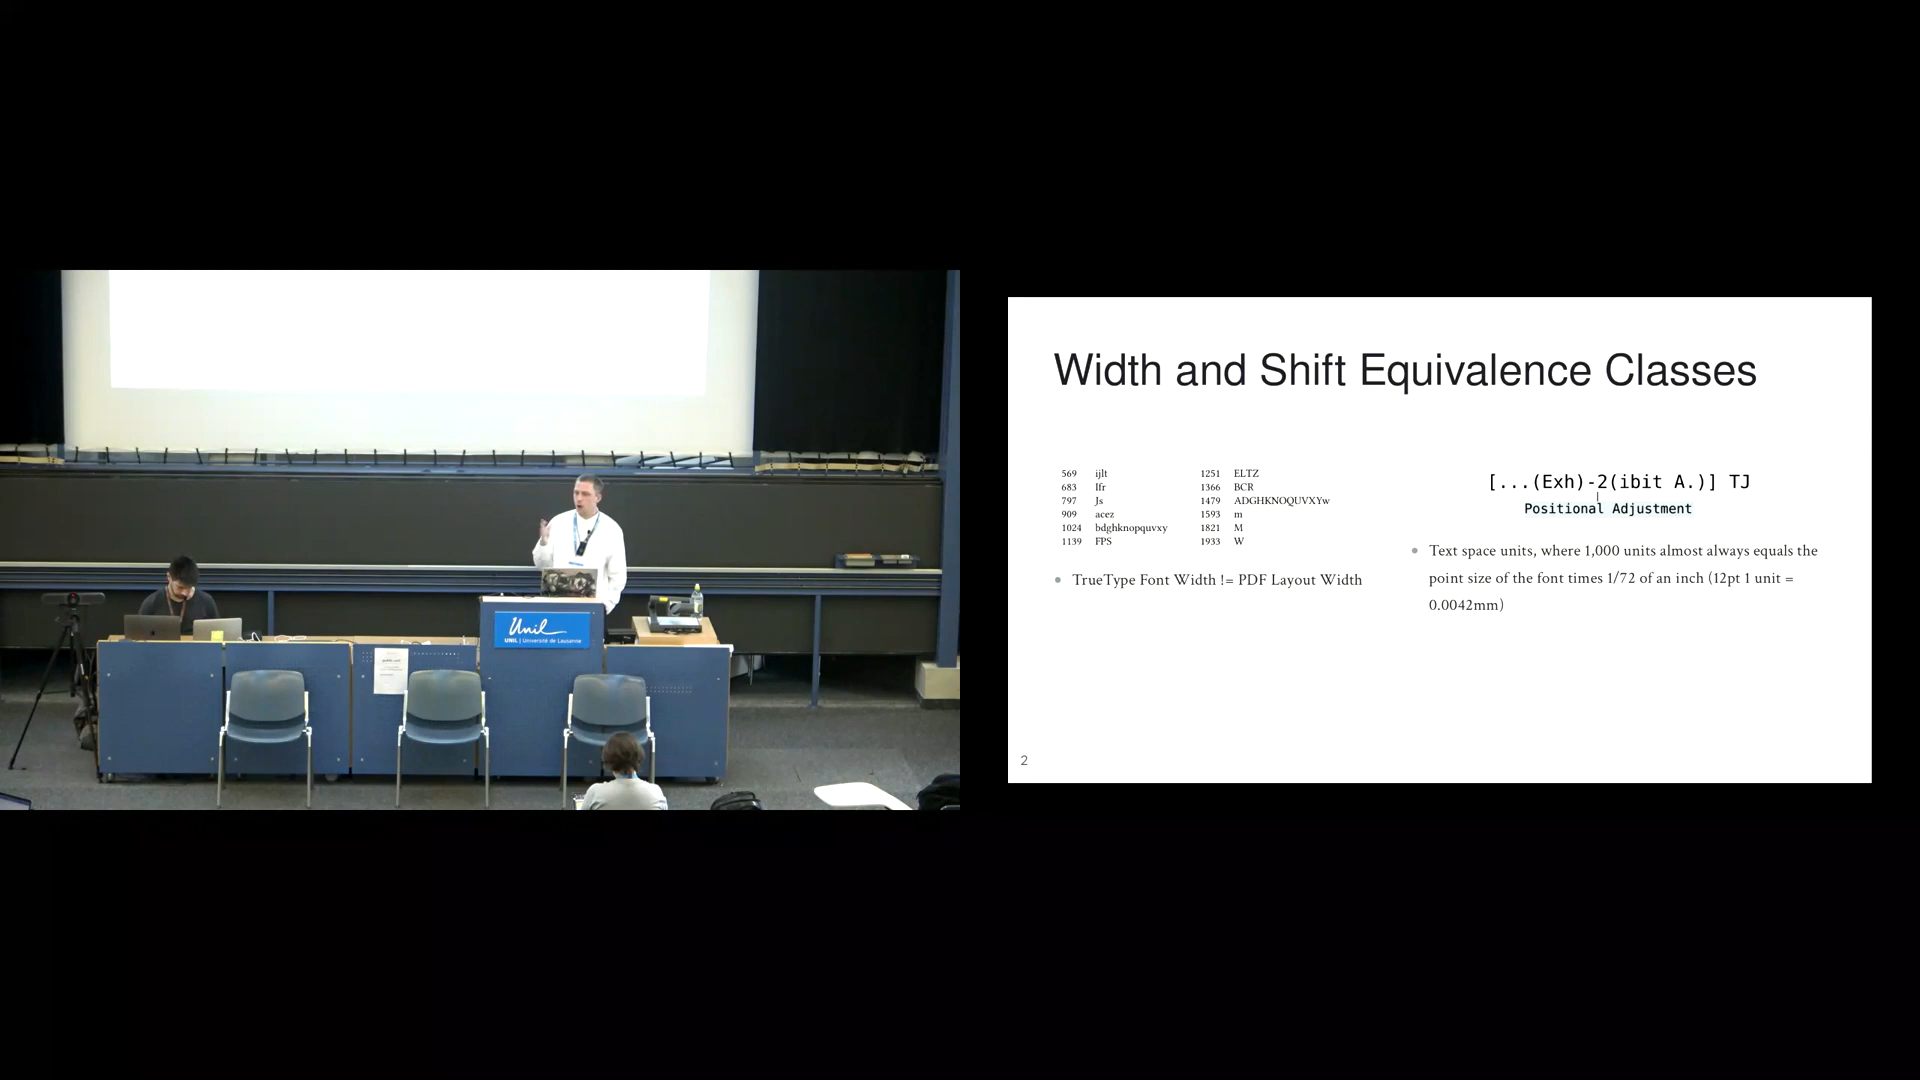 Unil
UNIL | Université de Lausanne
Width and Shift Equivalence Classes
569 ijlt
683 Ifr
797 Js
909 acez
1024 bdghknopquvxy
1139 FPS
1251 ELTZ
1366 BCR
1479 ADGHKNOQUVXYw
1593 m
1821 M
1933 W
• TrueType Font Width != PDF Layout Width
[...(Exh)-2(ibit A.)] TJ
Positional Adjustment
• Text space units, where 1,000 units almost always equals the
point size of the font times 1/72 of an inch (12pt 1 unit =
0.0042mm)
2